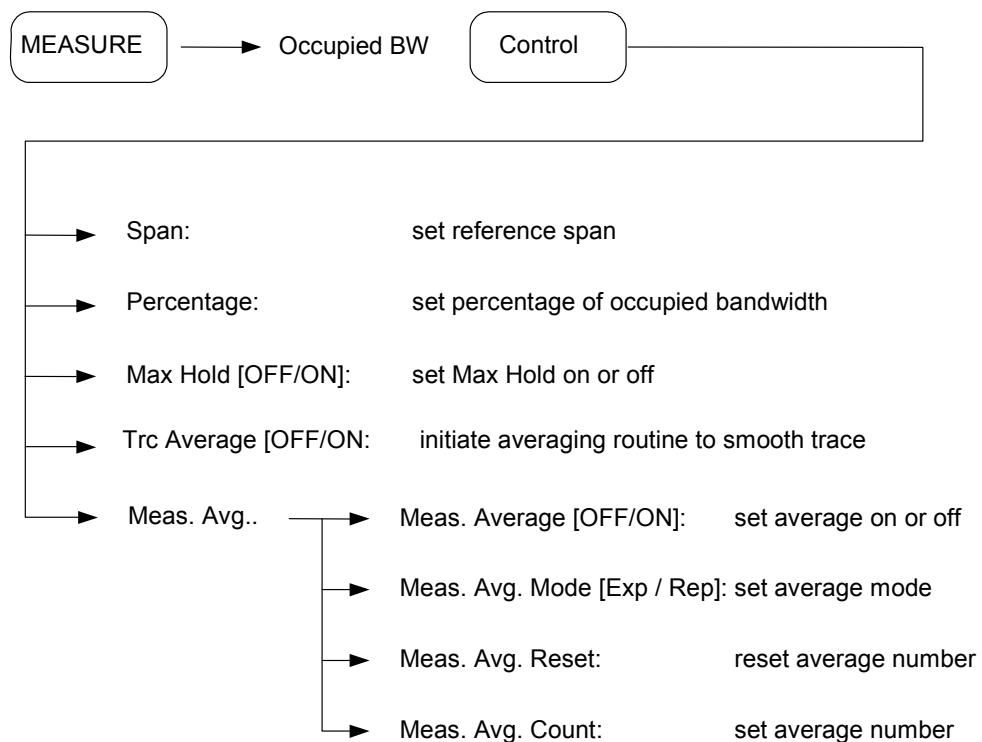 MEASURE Occupied BW Control
Span: set reference span
Percentage: set percentage of occupied bandwidth
Max Hold [OFF/ON]: set Max Hold on or off
Trc Average [OFF/ON: initiate averaging routine to smooth trace
Meas. Avg.. Meas. Average [OFF/ON]: set average on or off
Meas. Avg. Mode [Exp / Rep]: set average mode
Meas. Avg. Reset: reset average number
Meas. Avg. Count: set average number